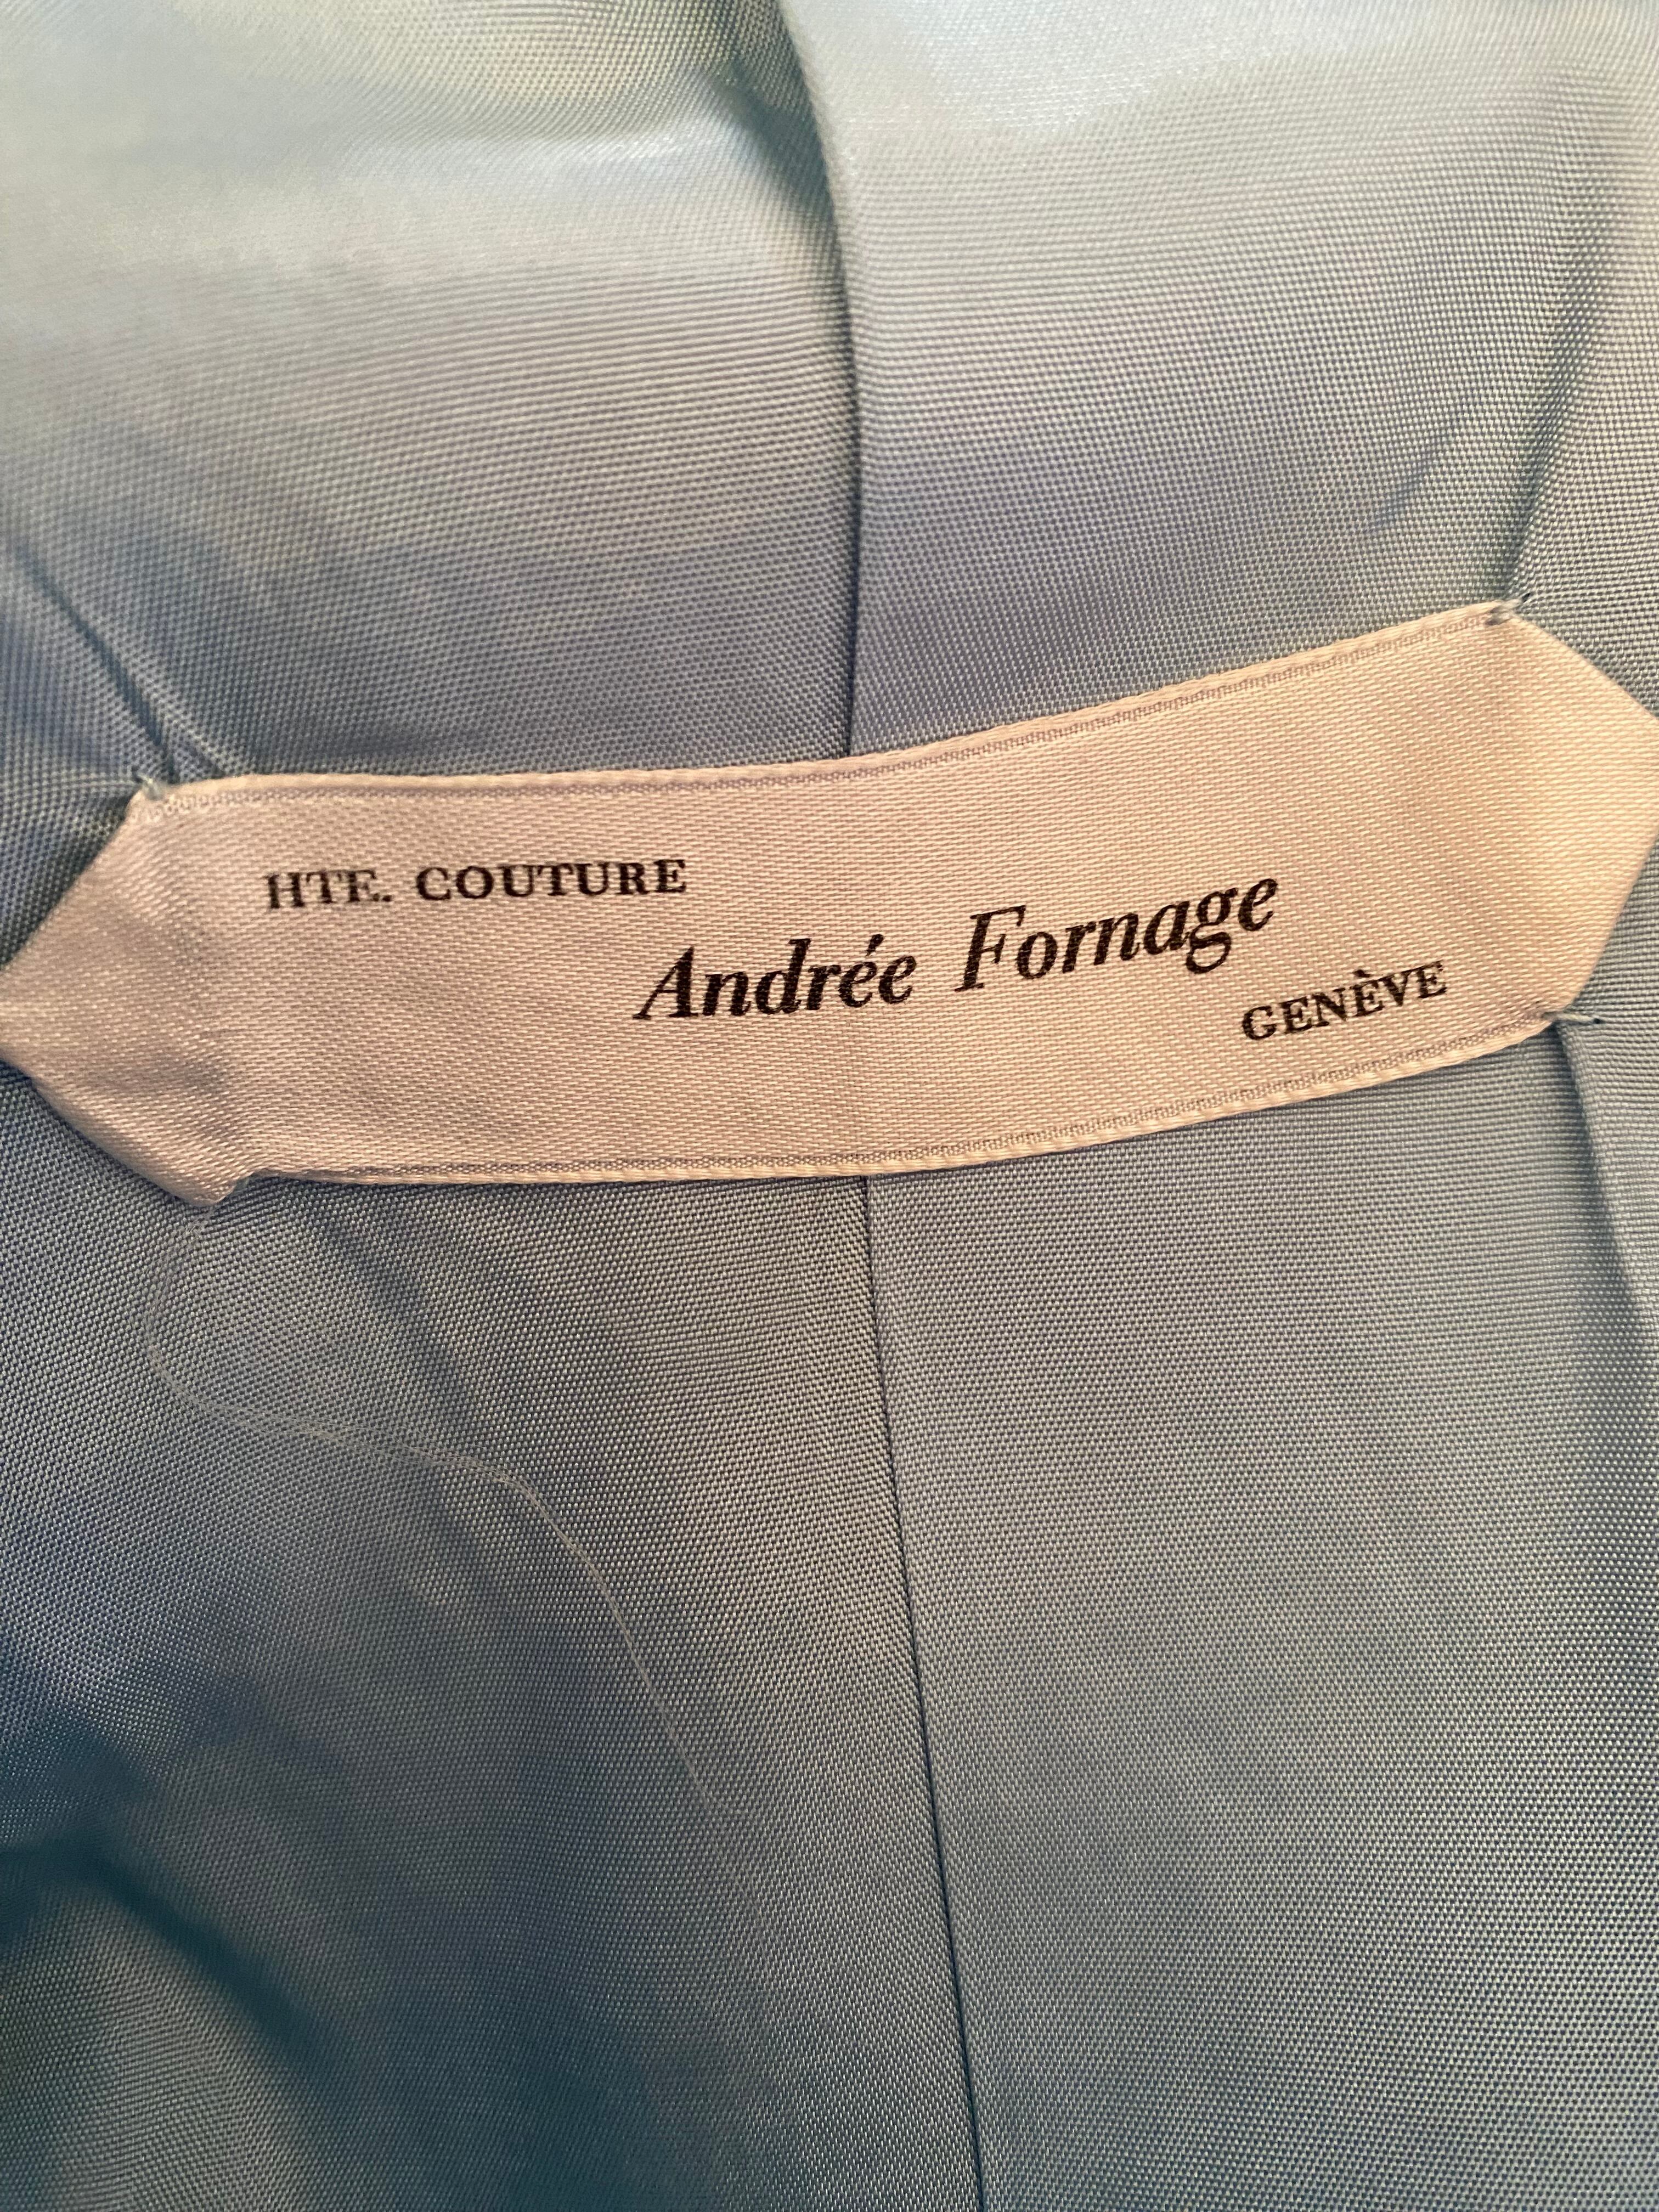 HTE. COUTURE
Andrée Fornage
GENÈVE